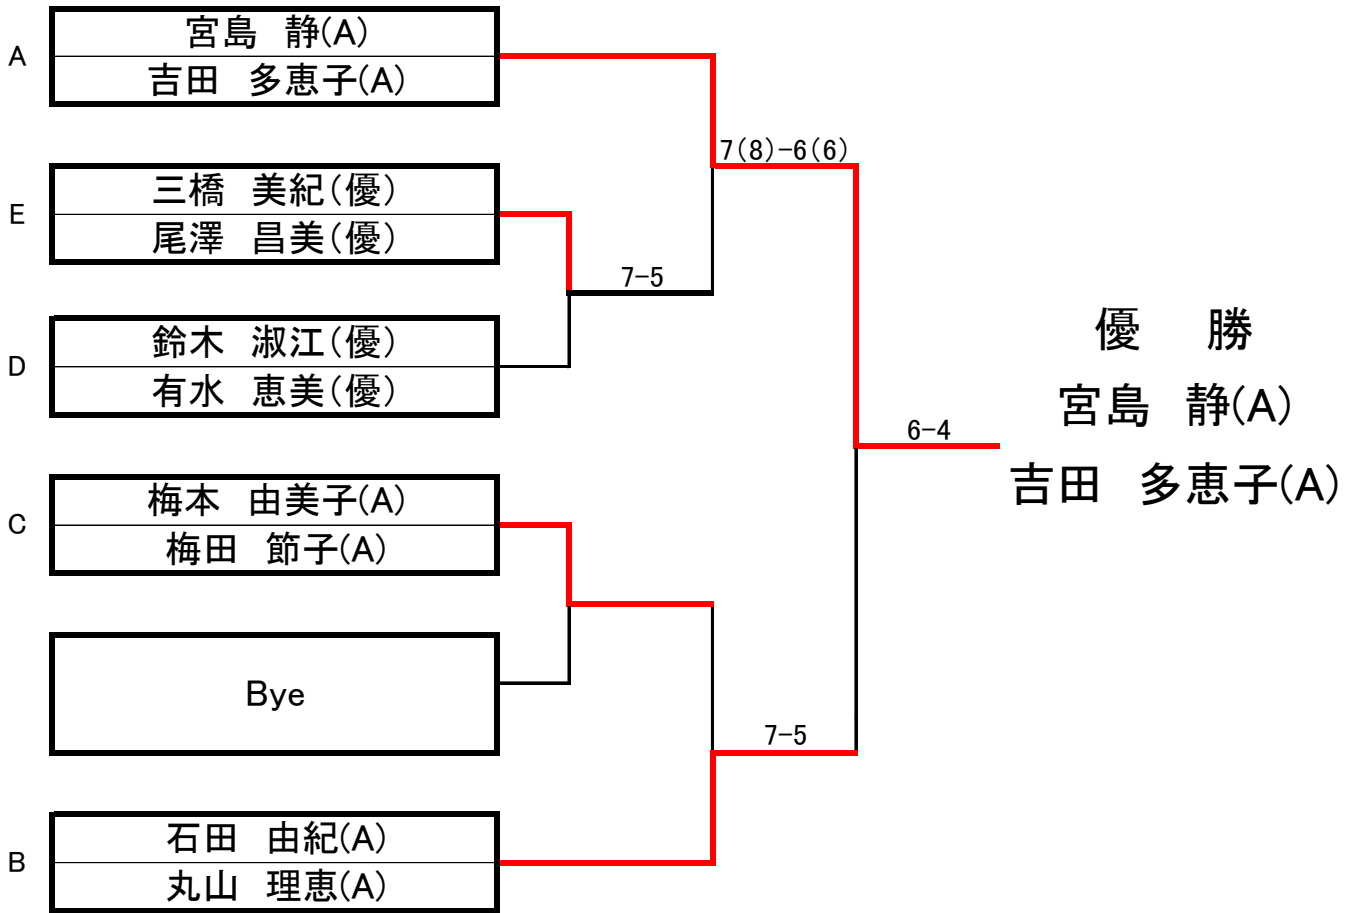 A
宮島　静(A)
吉田　多恵子(A)
7(8)-6(6)
E
三橋　美紀(優)
尾澤　昌美(優)
7-5
D
鈴木　淑江(優)
有水　恵美(優)
優　勝
宮島　静(A)
吉田　多恵子(A)
6-4
C
梅本　由美子(A)
梅田　節子(A)
Bye
7-5
B
石田　由紀(A)
丸山　理恵(A)